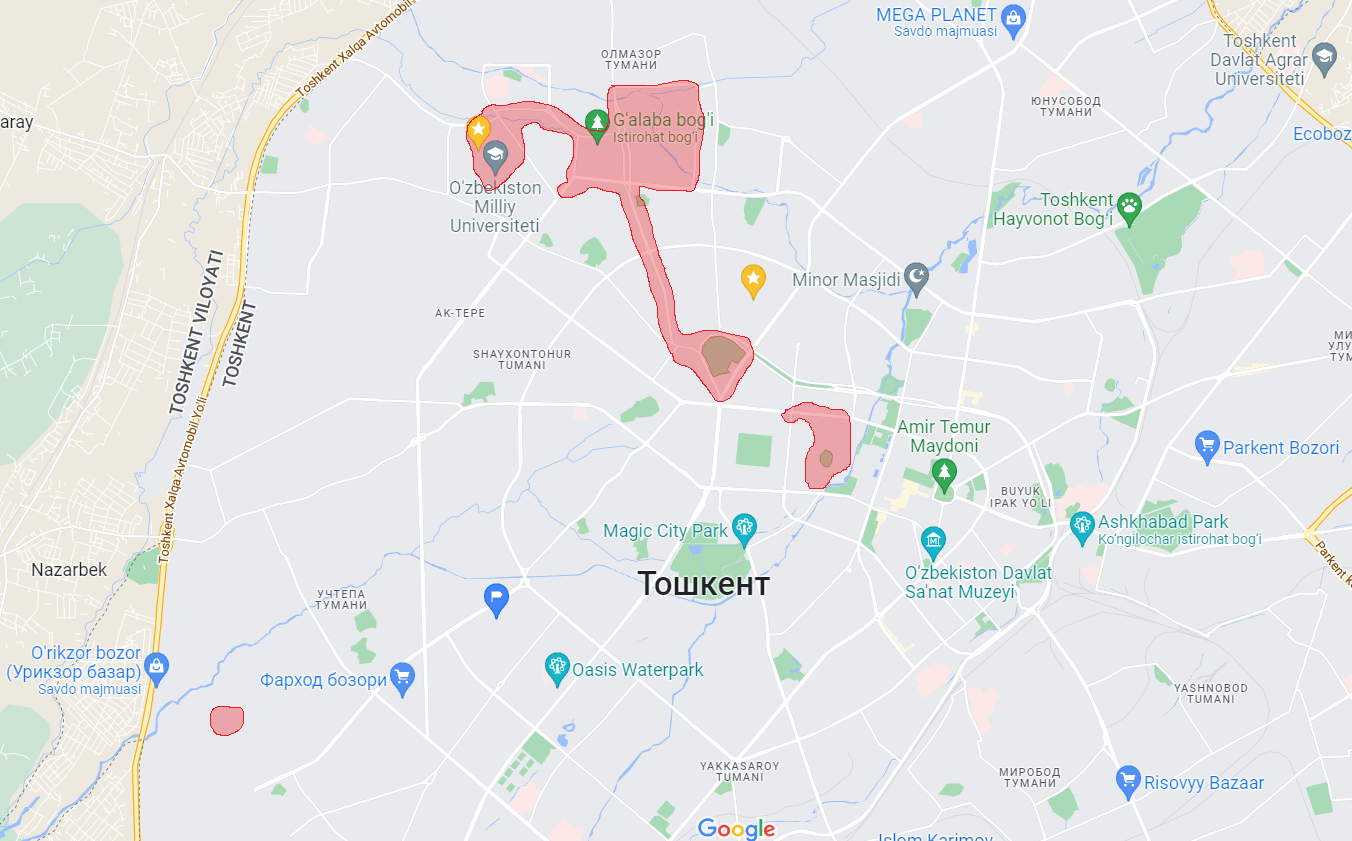 MEGA PLANET
Savdo majmuasi
Toshkent
Davlat Agrar
Universiteti
Toshkent Xalqa Avtomobil
ОЛМАЗОР
ТУМАНИ
ЮНУСОБОД
ТУМАНИ
aray
G'alaba bog'i
Istirohat bog'i
Ecoboz
O'zbekiston
Milliy
Universiteti
Toshkent
Hayvonot Bog'i
Minor Masjidi
TOSHKENT VILOYATI
TOSHKENT
АК-ТЕРЕ
SHAYXONTOHUR
TUMANI
МИ
УЛУ
ТУМ
Toshkent Xalqa Avtomobil Yo'li
Amir Temur
Maydoni
Parkent Bozori
BUYUK
IPAK YO'LI
Magic City Park
Ashkhabad Park
Ko'ngilochar istirohat bog'i
Parkent ko
Nazarbek
Тошкент
O'zbekiston Davlat
Sa'nat Muzeyi
УЧТЕПА
ТУМАНИ
O'rikzor bozor
(Урикзор базар)
Savdo majmuasi
Фарход бозори
Oasis Waterpark
YASHNOBOD
TUMANI
YAKKASAROY
TUMANI
МИРОБОД
ТУМАНИ
Risovyy Bazaar
Google
Islom Karimov